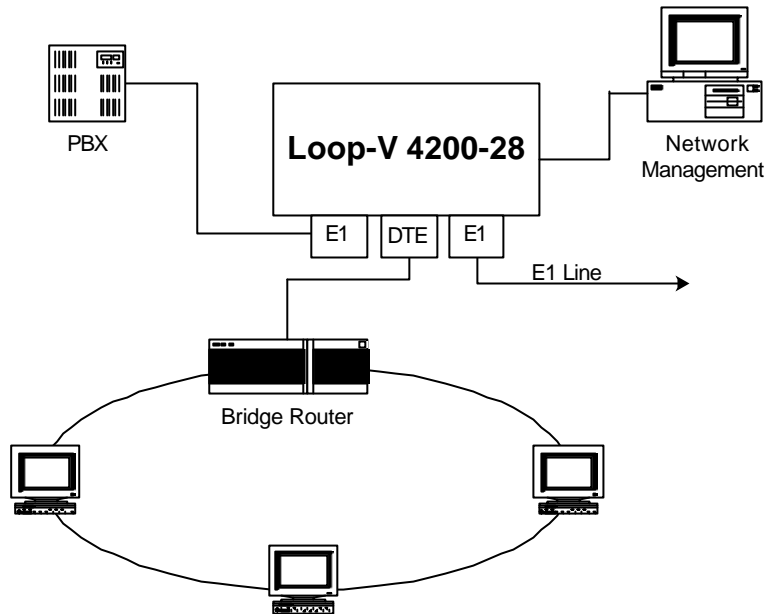 PBX
Loop-V 4200-28
Network
Management
E1
DTE
E1
E1 Line
Bridge Router